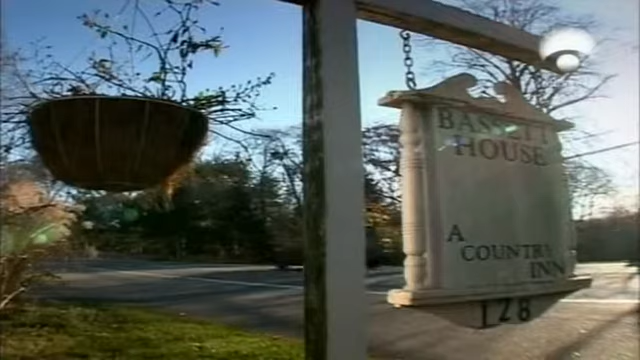 BASSETT
HOUSE
A
COUNTRY
INN
128